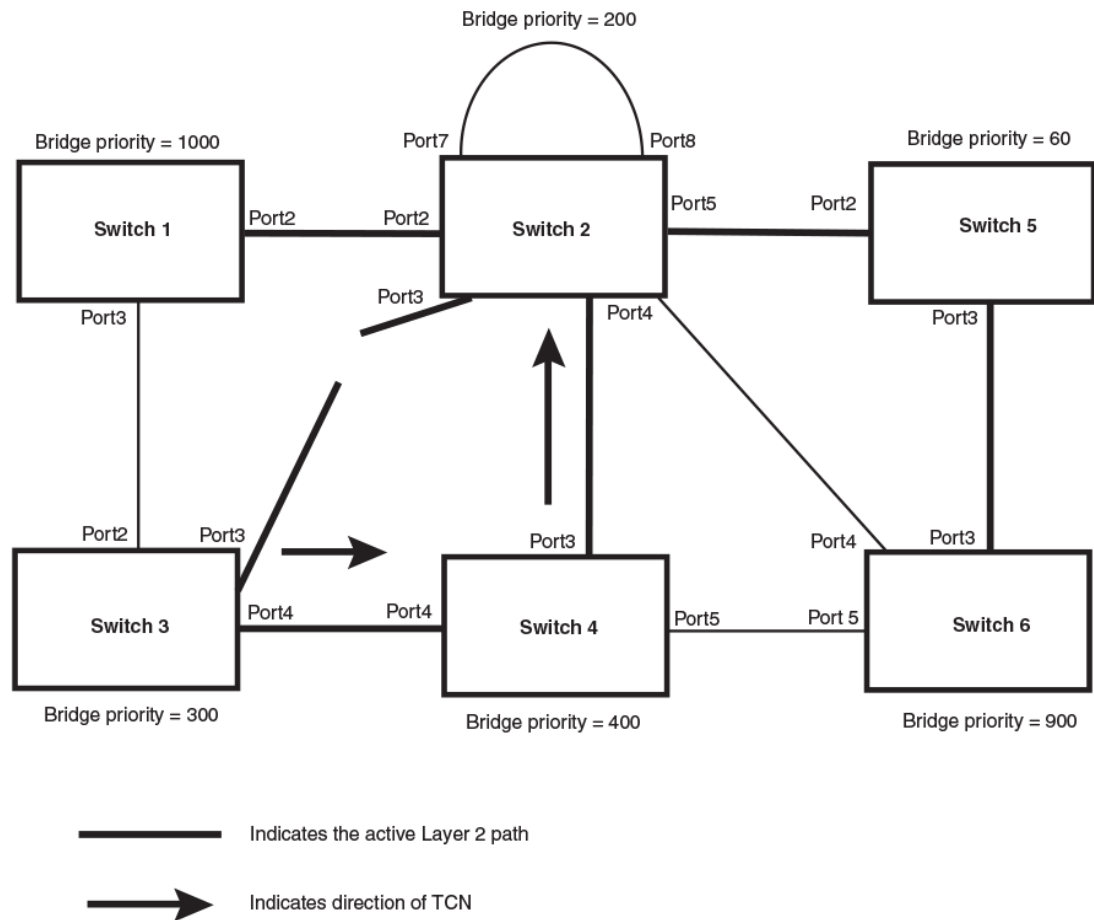 Bridge priority = 200
Bridge priority = 1000
Port7
Port8
Bridge priority = 60
Switch 1
Port2
Port2
Switch 2
Port5
Port2
Switch 5
Port3
Port3
Port4
Port3
Port2
Port3
Port3
Port4
Port3
Switch 3
Port4
Port4
Switch 4
Port5
Port 5
Switch 6
Bridge priority = 300
Bridge priority = 400
Bridge priority = 900
Indicates the active Layer 2 path
Indicates direction of TCN